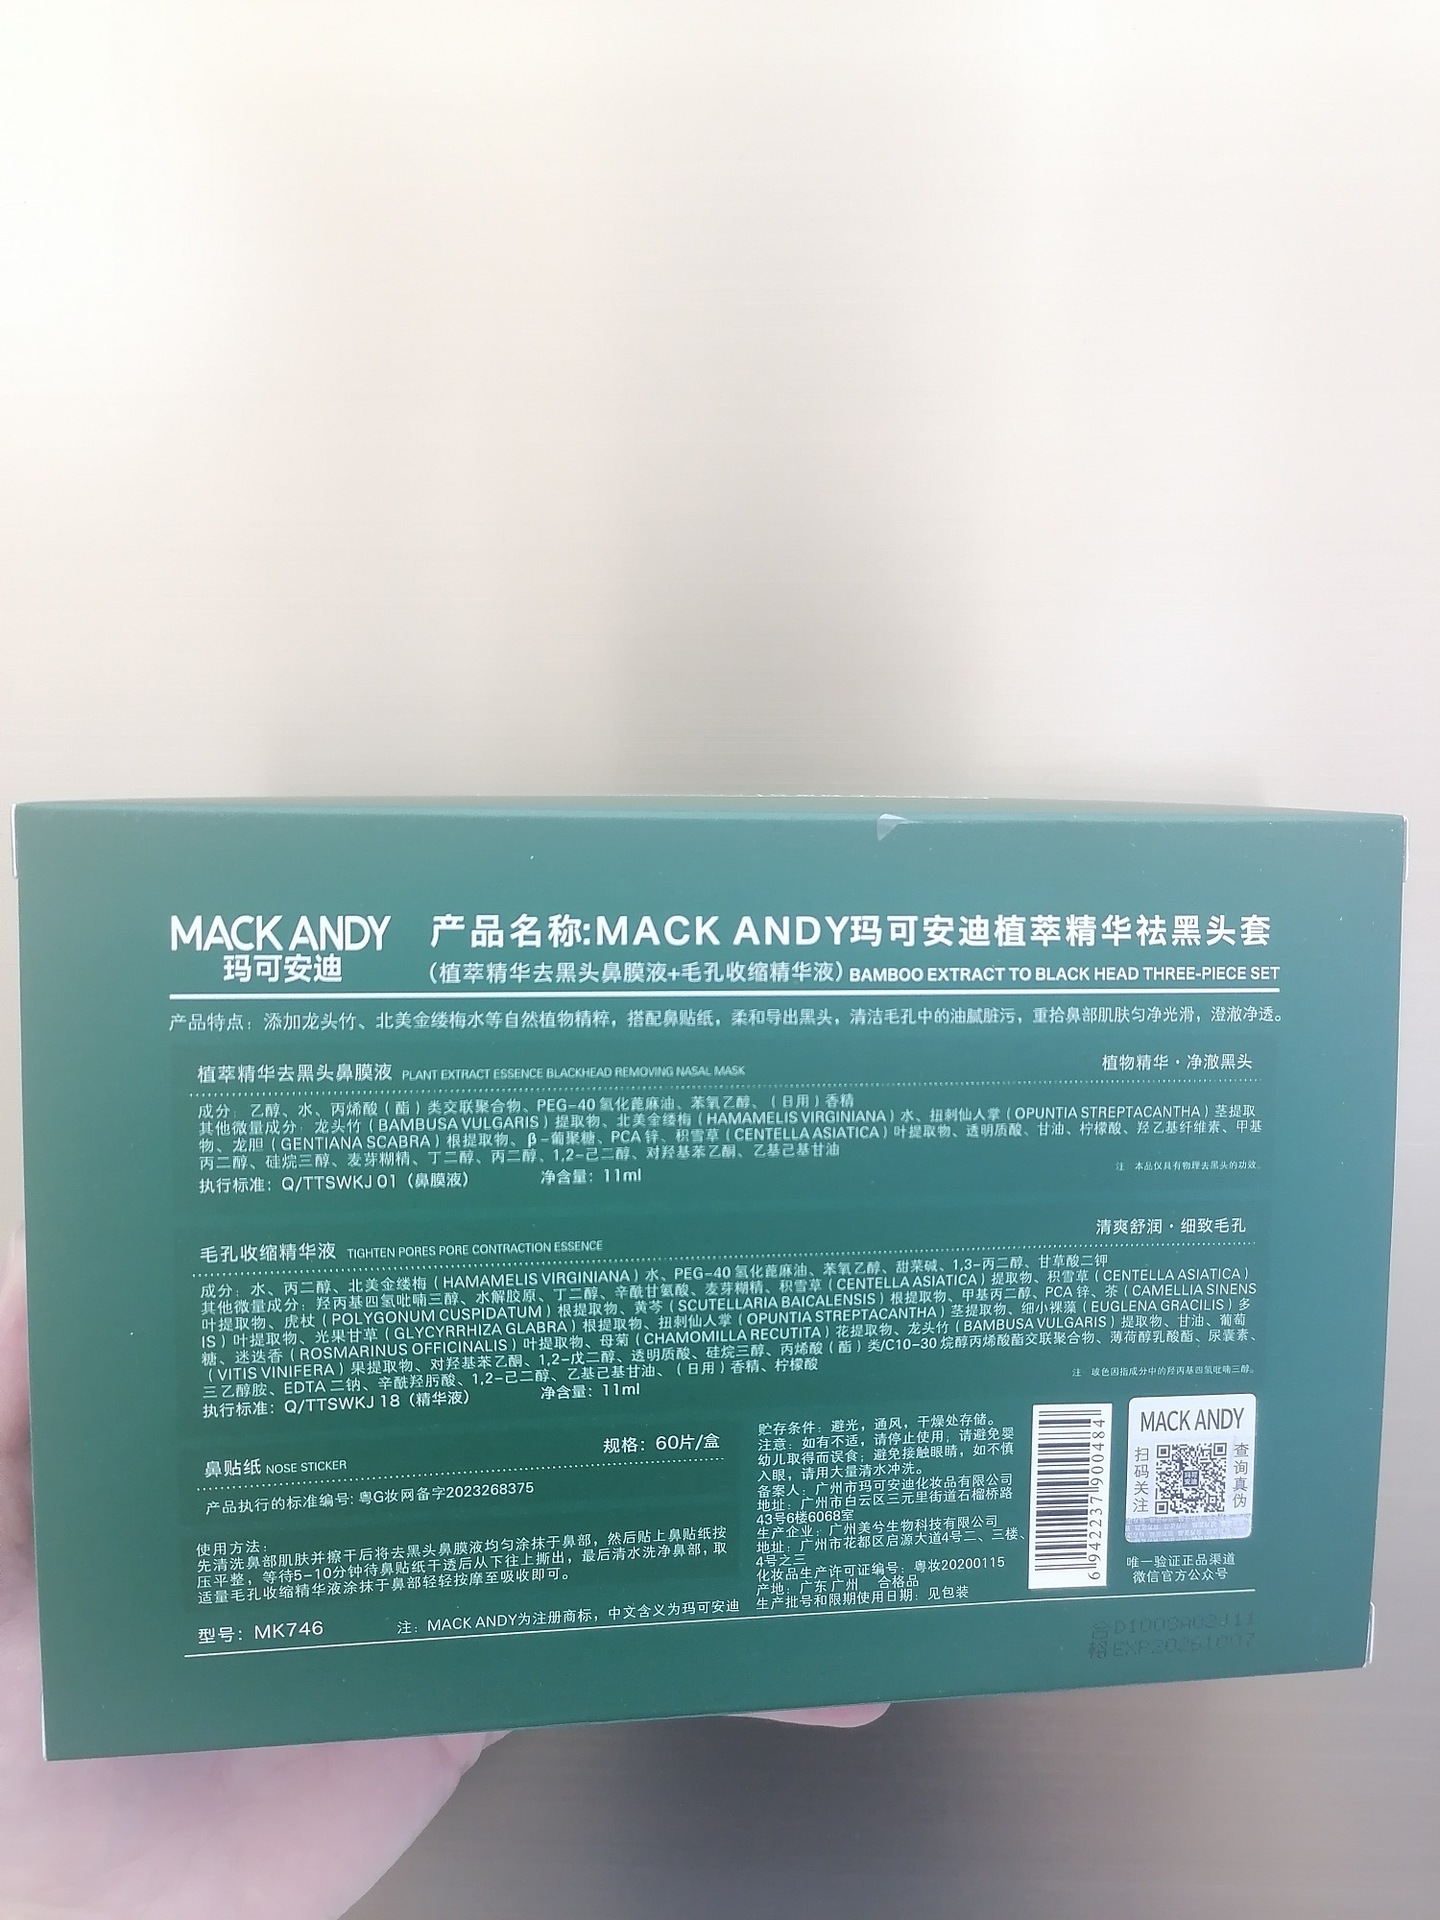 MACK ANDY
玛可安迪
产品名称:MACK ANDY玛可安迪植萃精华祛黑头套
(植萃精华去黑头鼻膜液+毛孔收缩精华液) BAMBOO EXTRACT TO BLACK HEAD THREE-PIECE SET
产品特点：添加龙头竹、北美金缕梅水等自然植物精粹，搭配鼻贴纸，柔和导出黑头，清洁毛孔中的油腻脏污，重拾鼻部肌肤匀净光滑，澄澈净透。
植萃精华去黑头鼻膜液 PLANT EXTRACT ESSENCE BLACKHEAD REMOVING NASAL MASK
植物精华·净澈黑头
成分：乙醇、水、丙烯酸（酯）类交联聚合物、PEG-40 氢化蓖麻油、苯氧乙醇、（日用）香精
其他微量成分：龙头竹（BAMBUSA VULGARIS）提取物、北美金缕梅（HAMAMELIS VIRGINIANA）水、扭刺仙人掌（OPUNTIA STREPTACANTHA）茎提取
物、龙胆（GENTIANA SCABRA）根提取物、β-葡聚糖、PCA 锌、积雪草（CENTELLA ASIATICA）叶提取物、透明质酸、甘油、柠檬酸、羟乙基纤维素、甲基
丙二醇、硅烷三醇、麦芽糊精、丁二醇、丙二醇、1,2-己二醇、对羟基苯乙酮、乙基己基甘油
注 本品仅具有物理去黑头的功效。
执行标准：Q/TTSWKJ 01（鼻膜液） 净含量：11ml
毛孔收缩精华液 TIGHTEN PORES PORE CONTRACTION ESSENCE
清爽舒润·细致毛孔
成分：水、丙二醇、北美金缕梅（HAMAMELIS VIRGINIANA）水、PEG-40 氢化蓖麻油、苯氧乙醇、甜菜碱、1,3-丙二醇、甘草酸二钾
其他微量成分：羟丙基四氢吡喃三醇、水解胶原、丁二醇、辛酰甘氨酸、麦芽糊精、积雪草（CENTELLA ASIATICA）提取物、积雪草（CENTELLA ASIATICA）
叶提取物、虎杖（POLYGONUM CUSPIDATUM）根提取物、黄芩（SCUTELLARIA BAICALENSIS）根提取物、甲基丙二醇、PCA 锌、茶（CAMELLIA SINENS
IS）叶提取物、光果甘草（GLYCYRRHIZA GLABRA）根提取物、扭刺仙人掌（OPUNTIA STREPTACANTHA）茎提取物、细小裸藻（EUGLENA GRACILIS）多
糖、迷迭香（ROSMARINUS OFFICINALIS）叶提取物、母菊（CHAMOMILLA RECUTITA）花提取物、龙头竹（BAMBUSA VULGARIS）提取物、甘油、葡萄
（VITIS VINIFERA）果提取物、对羟基苯乙酮、1,2-戊二醇、透明质酸、硅烷三醇、丙烯酸（酯）类/C10-30 烷醇丙烯酸酯交联聚合物、薄荷醇乳酸酯、尿囊素、
三乙醇胺、EDTA 二钠、辛酰羟肟酸、1,2-己二醇、乙基己基甘油、（日用）香精、柠檬酸
注 彧色因指成分中的羟丙基四氢吡喃三醇。
执行标准：Q/TTSWKJ 18（精华液） 净含量：11ml
鼻贴纸 NOSE STICKER
规格：60片/盒
产品执行的标准编号: 粤G妆网备字2023268375
使用方法：
先清洗鼻部肌肤并擦干后将去黑头鼻膜液均匀涂抹于鼻部，然后贴上鼻贴纸按
压平整，等待5-10分钟待鼻贴纸干透后从下往上撕出，最后清水洗净鼻部，取
适量毛孔收缩精华液涂抹于鼻部轻轻按摩至吸收即可。
型号：MK746
注：MACK ANDY为注册商标，中文含义为玛可安迪
贮存条件：避光，通风，干燥处存储。
注意：如有不适，请停止使用；请避免婴
幼儿取得而误食；避免接触眼睛，如不慎
入眼，请用大量清水冲洗。
备案人：广州市玛可安迪化妆品有限公司
地址：广州市白云区三元里街道石榴桥路
43号6楼6068室
生产企业：广州美兮生物科技有限公司
地址：广州市花都区启源大道4号二、三楼、
4号之三
化妆品生产许可证编号：粤妆20200115
产地：广东 广州 合格品
生产批号和限期使用日期：见包装
6942237900484
MACK ANDY
扫码关注
玛可安迪
查询真伪
唯一验证正品渠道
微信官方公众号
合格 D1008A02J11
EXP20261007